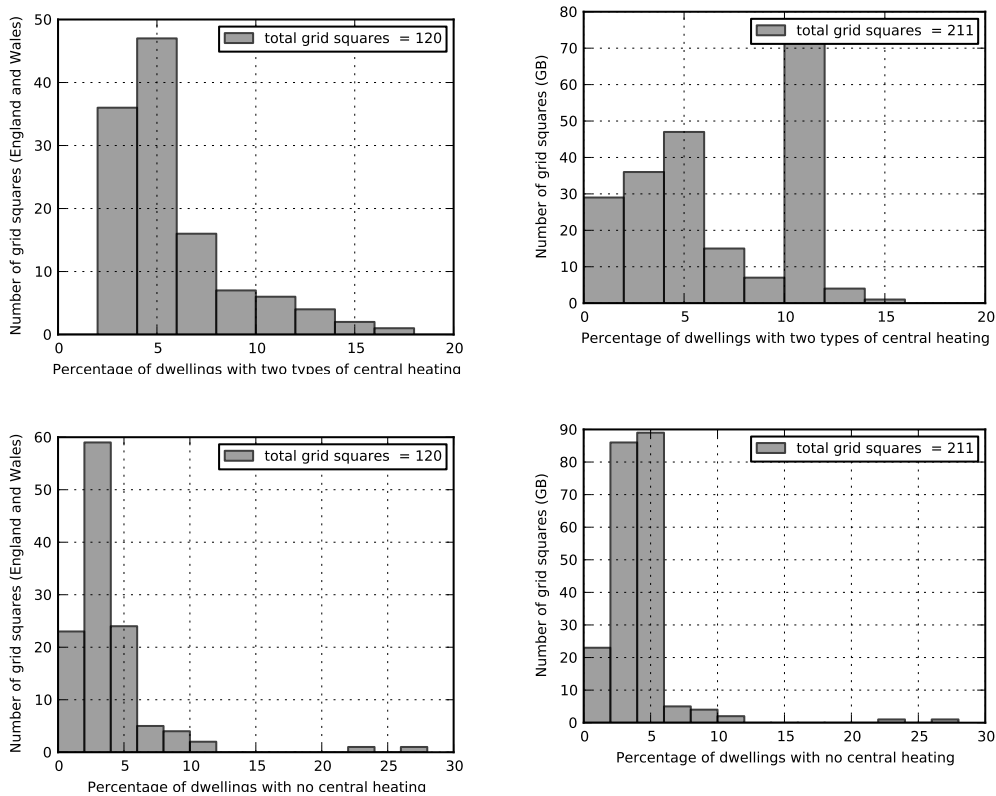 Number of grid squares (England and Wales)
50
40
30
20
10
0
total grid squares = 120
0 5 10 15 20
Percentage of dwellings with two types of central heating
Number of grid squares (GB)
80
70
60
50
40
30
20
10
0
total grid squares = 211
0 5 10 15 20
Percentage of dwellings with two types of central heating
Number of grid squares (England and Wales)
60
50
40
30
20
10
0
total grid squares = 120
0 5 10 15 20 25 30
Percentage of dwellings with no central heating
Number of grid squares (GB)
90
80
70
60
50
40
30
20
10
0
total grid squares = 211
0 5 10 15 20 25 30
Percentage of dwellings with no central heating